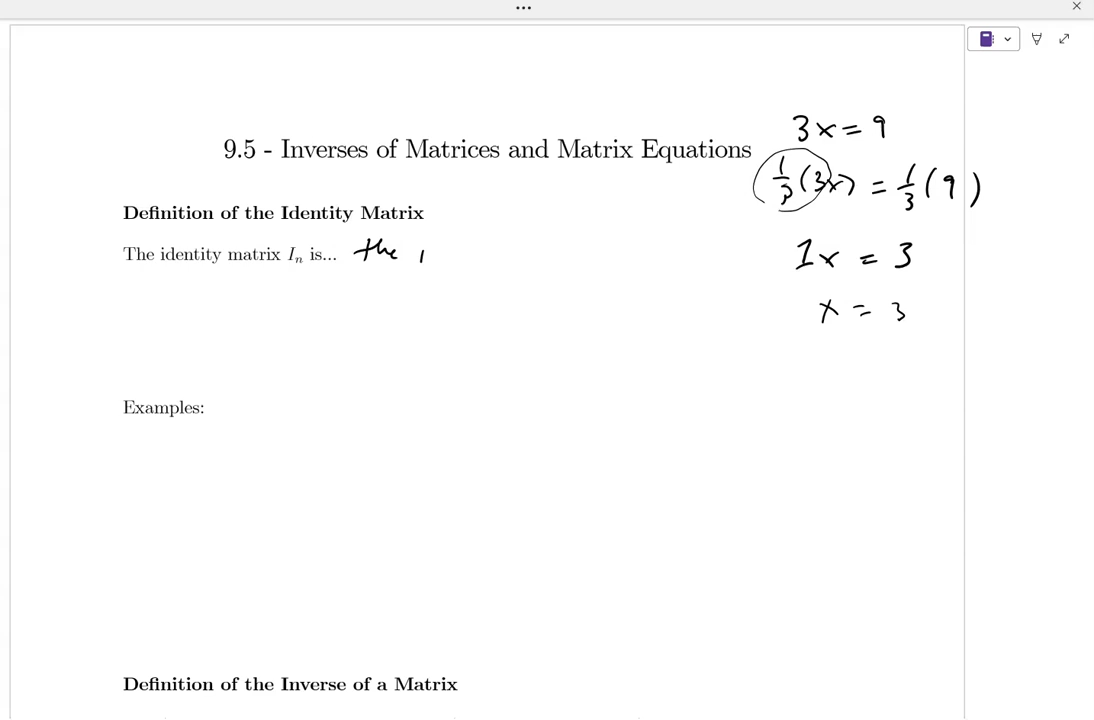 9.5 - Inverses of Matrices and Matrix Equations
3x = 9
1/3 (3x) = 1/3 (9)
1x = 3
x = 3
Definition of the Identity Matrix
The identity matrix Iₙ is... the
Examples:
Definition of the Inverse of a Matrix